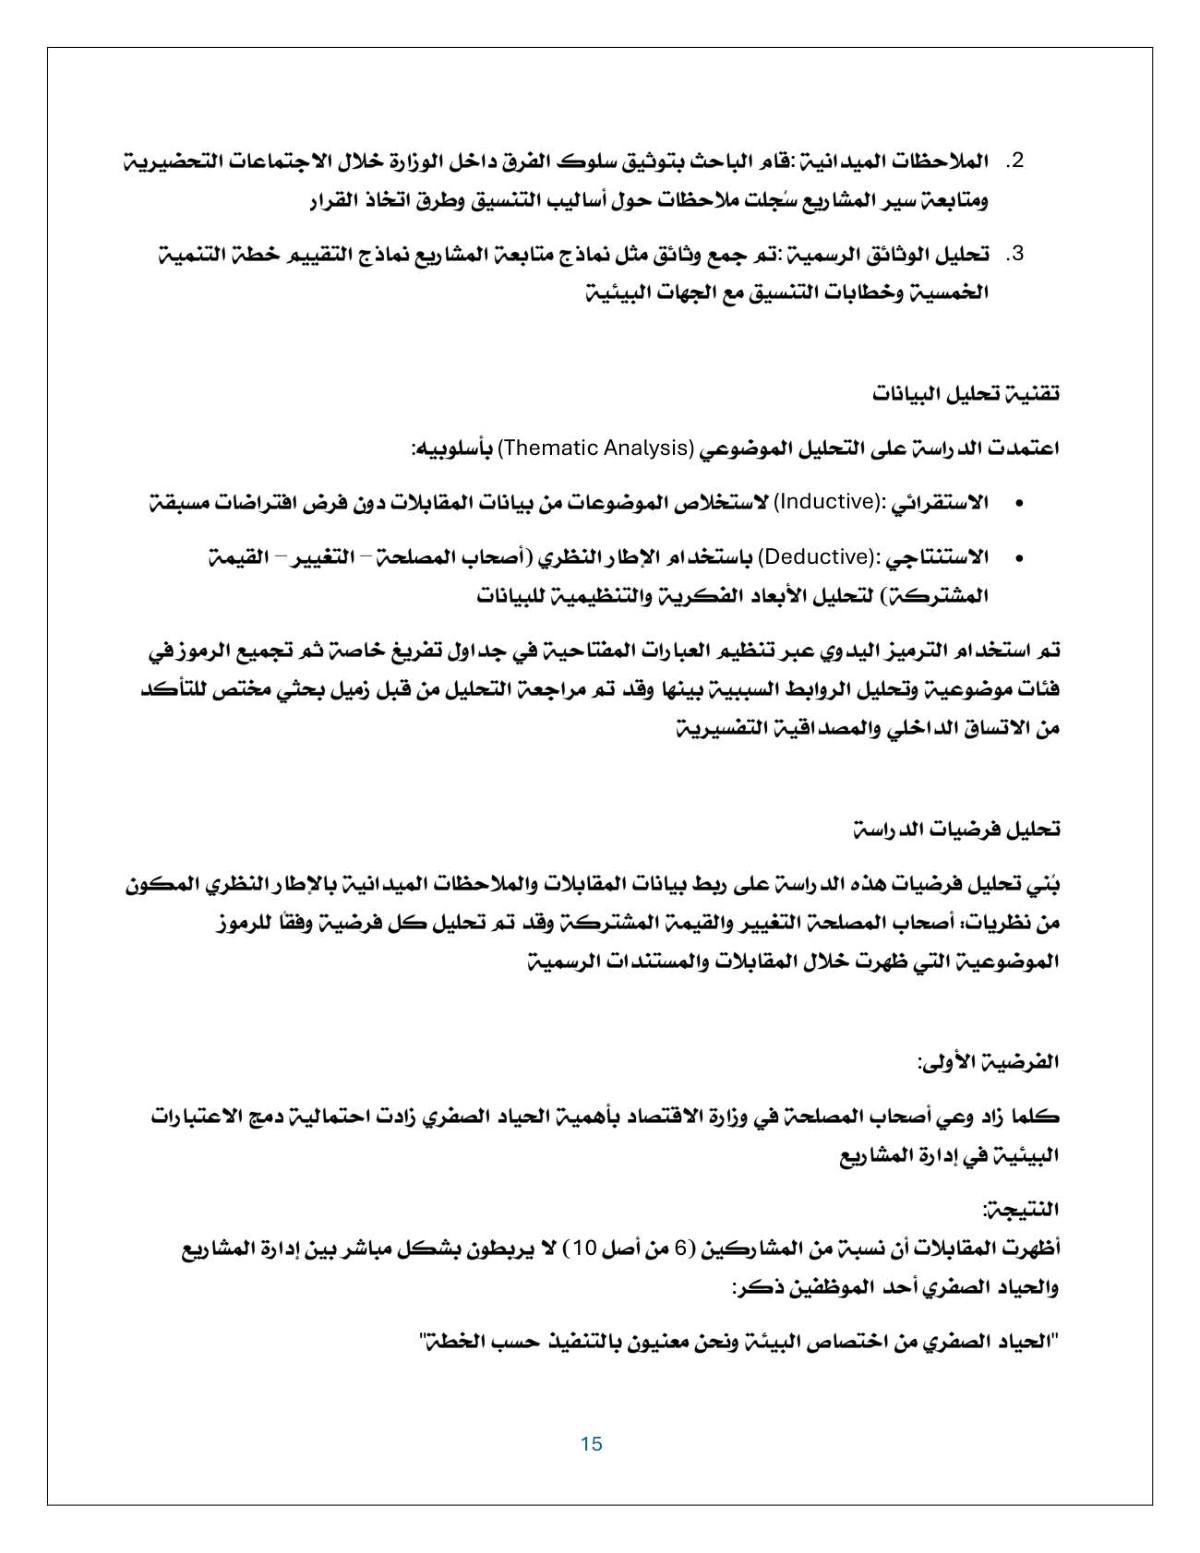 2. الملاحظات الميدانية :قام الباحث بتوثيق سلوك الفرق داخل الوزارة خلال الاجتماعات التحضيرية
ومتابعة سير المشاريع سُجلت ملاحظات حول أساليب التنسيق وطرق اتخاذ القرار
3. تحليل الوثائق الرسمية :تم جمع وثائق مثل نماذج متابعة المشاريع نماذج التقييم خطة التنمية
الخمسية وخطابات التنسيق مع الجهات البيئية
تقنية تحليل البيانات
اعتمدت الدراسة على التحليل الموضوعي (Thematic Analysis) بأسلوبيه:
• الاستقرائي :(Inductive) لاستخلاص الموضوعات من بيانات المقابلات دون فرض افتراضات مسبقة
• الاستنتاجي :(Deductive) باستخدام الإطار النظري (أصحاب المصلحة – التغيير – القيمة
المشتركة) لتحليل الأبعاد الفكرية والتنظيمية للبيانات
تم استخدام الترميز اليدوي عبر تنظيم العبارات المفتاحية في جداول تفريغ خاصة ثم تجميع الرموز في
فئات موضوعية وتحليل الروابط السببية بينها وقد تم مراجعة التحليل من قبل زميل بحثي مختص للتأكد
من الاتساق الداخلي والمصداقية التفسيرية
تحليل فرضيات الدراسة
بُني تحليل فرضيات هذه الدراسة على ربط بيانات المقابلات والملاحظات الميدانية بالإطار النظري المكون
من نظريات، أصحاب المصلحة التغيير والقيمة المشتركة وقد تم تحليل كل فرضية وفقًا للرموز
الموضوعية التي ظهرت خلال المقابلات والمستندات الرسمية
الفرضية الأولى:
كلما زاد وعي أصحاب المصلحة في وزارة الاقتصاد بأهمية الحياد الصفري زادت احتمالية دمج الاعتبارات
البيئية في إدارة المشاريع
النتيجة:
أظهرت المقابلات أن نسبة من المشاركين (6 من أصل 10) لا يربطون بشكل مباشر بين إدارة المشاريع
والحياد الصفري أحد الموظفين ذكر:
"الحياد الصفري من اختصاص البيئة ونحن معنيون بالتنفيذ حسب الخطة"
15